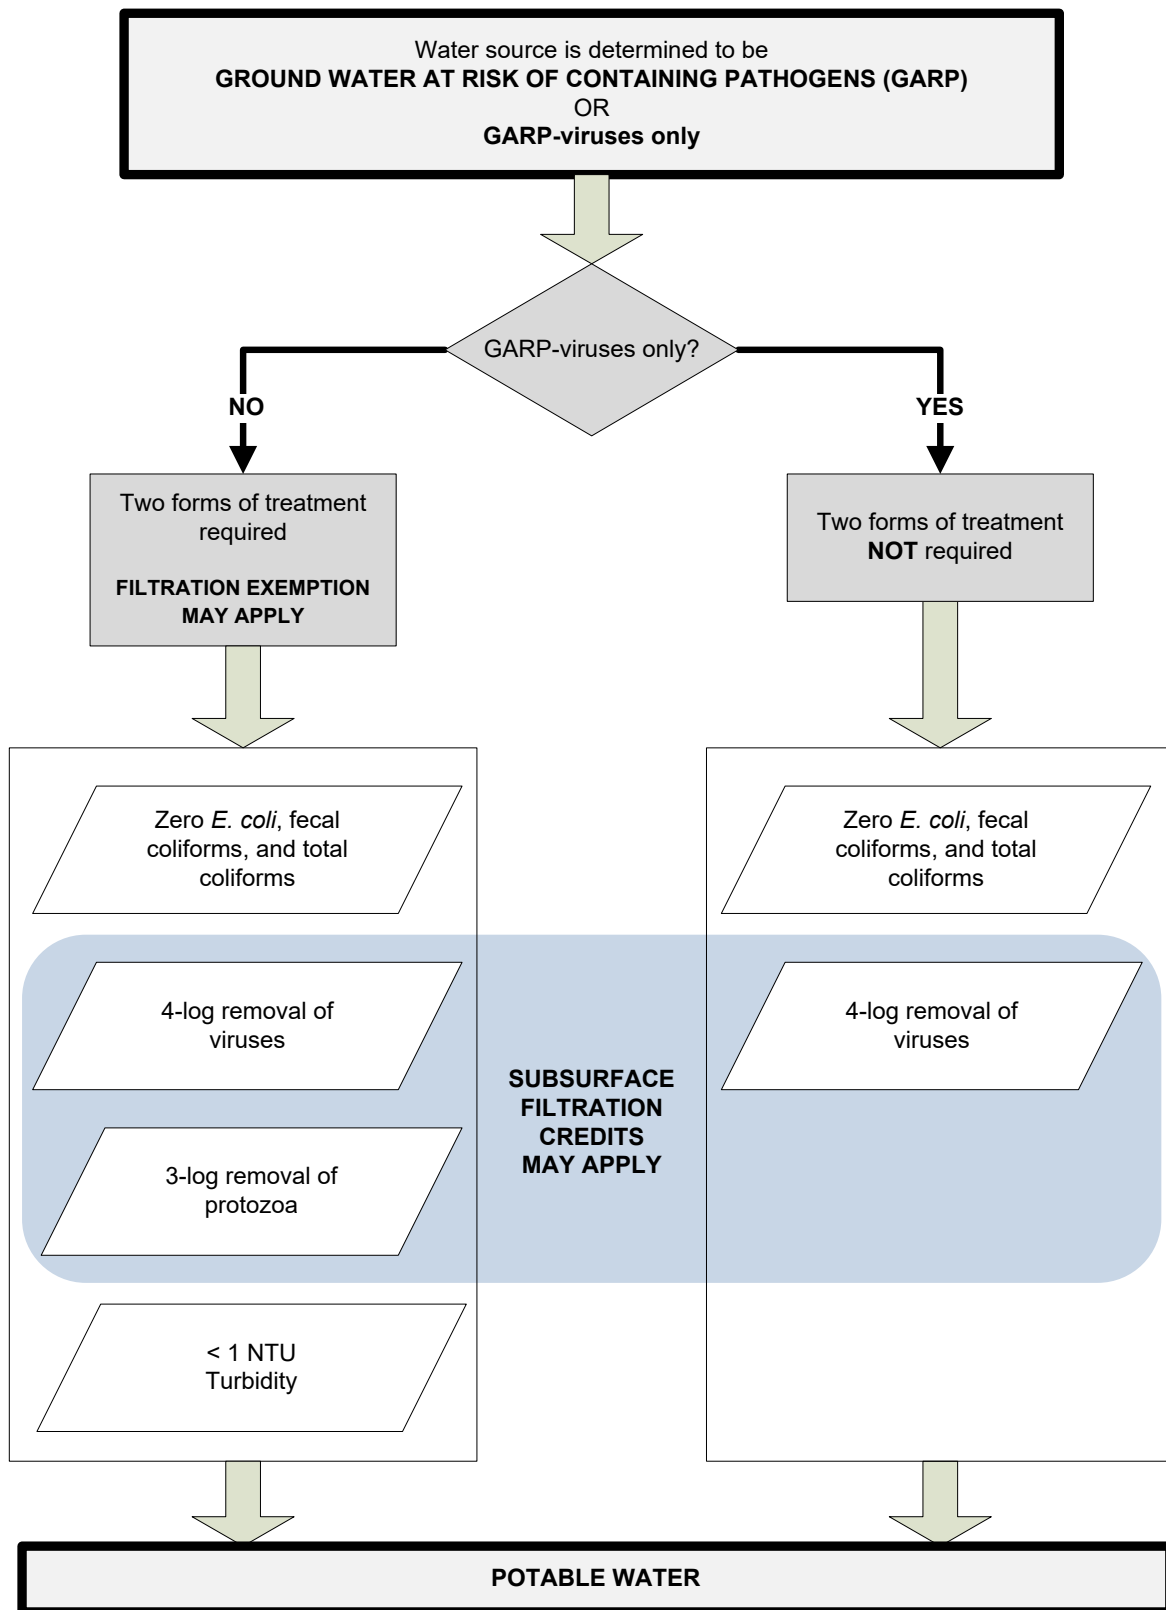 Water source is determined to be
GROUND WATER AT RISK OF CONTAINING PATHOGENS (GARP)
OR
GARP-viruses only
GARP-viruses only?
NO
YES
Two forms of treatment
required
FILTRATION EXEMPTION
MAY APPLY
Two forms of treatment
NOT required
Zero E. coli, fecal
coliforms, and total
coliforms
Zero E. coli, fecal
coliforms, and total
coliforms
4-log removal of
viruses
4-log removal of
viruses
SUBSURFACE
FILTRATION
CREDITS
MAY APPLY
3-log removal of
protozoa
< 1 NTU
Turbidity
POTABLE WATER